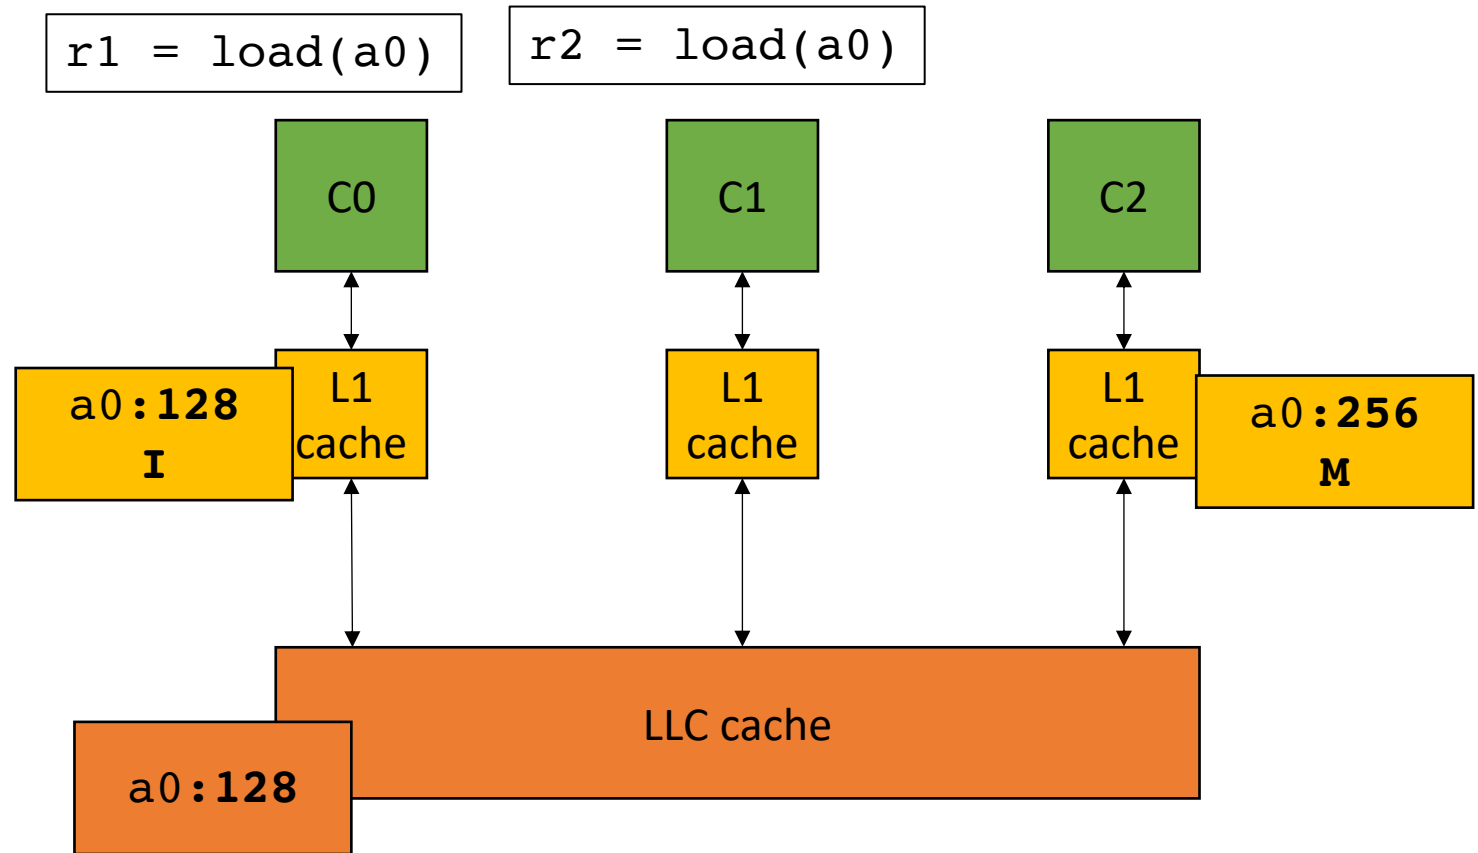 r1 = load(a0)
r2 = load(a0)
C0
C1
C2
L1
cache
L1
cache
L1
cache
a0:128
I
a0:256
M
LLC cache
a0:128